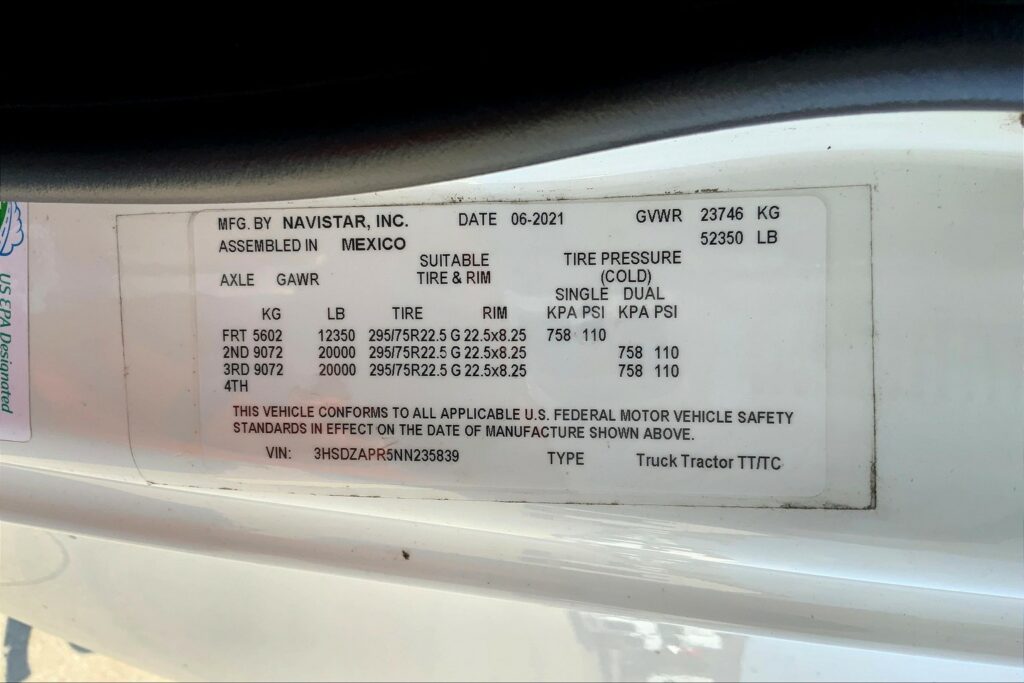 MFG. BY NAVISTAR, INC. DATE 06-2021 GVWR 23746 KG
ASSEMBLED IN MEXICO 52350 LB
SUITABLE TIRE PRESSURE
AXLE GAWR TIRE & RIM (COLD)
SINGLE DUAL
KG LB TIRE RIM KPA PSI KPA PSI
FRT 5602 12350 295/75R22.5 G 22.5x8.25 758 110
2ND 9072 20000 295/75R22.5 G 22.5x8.25 758 110
3RD 9072 20000 295/75R22.5 G 22.5x8.25 758 110
4TH
THIS VEHICLE CONFORMS TO ALL APPLICABLE U.S. FEDERAL MOTOR VEHICLE SAFETY
STANDARDS IN EFFECT ON THE DATE OF MANUFACTURE SHOWN ABOVE.
VIN: 3HSDZAPR5NN235839 TYPE Truck Tractor TT/TC
US EPA Designated